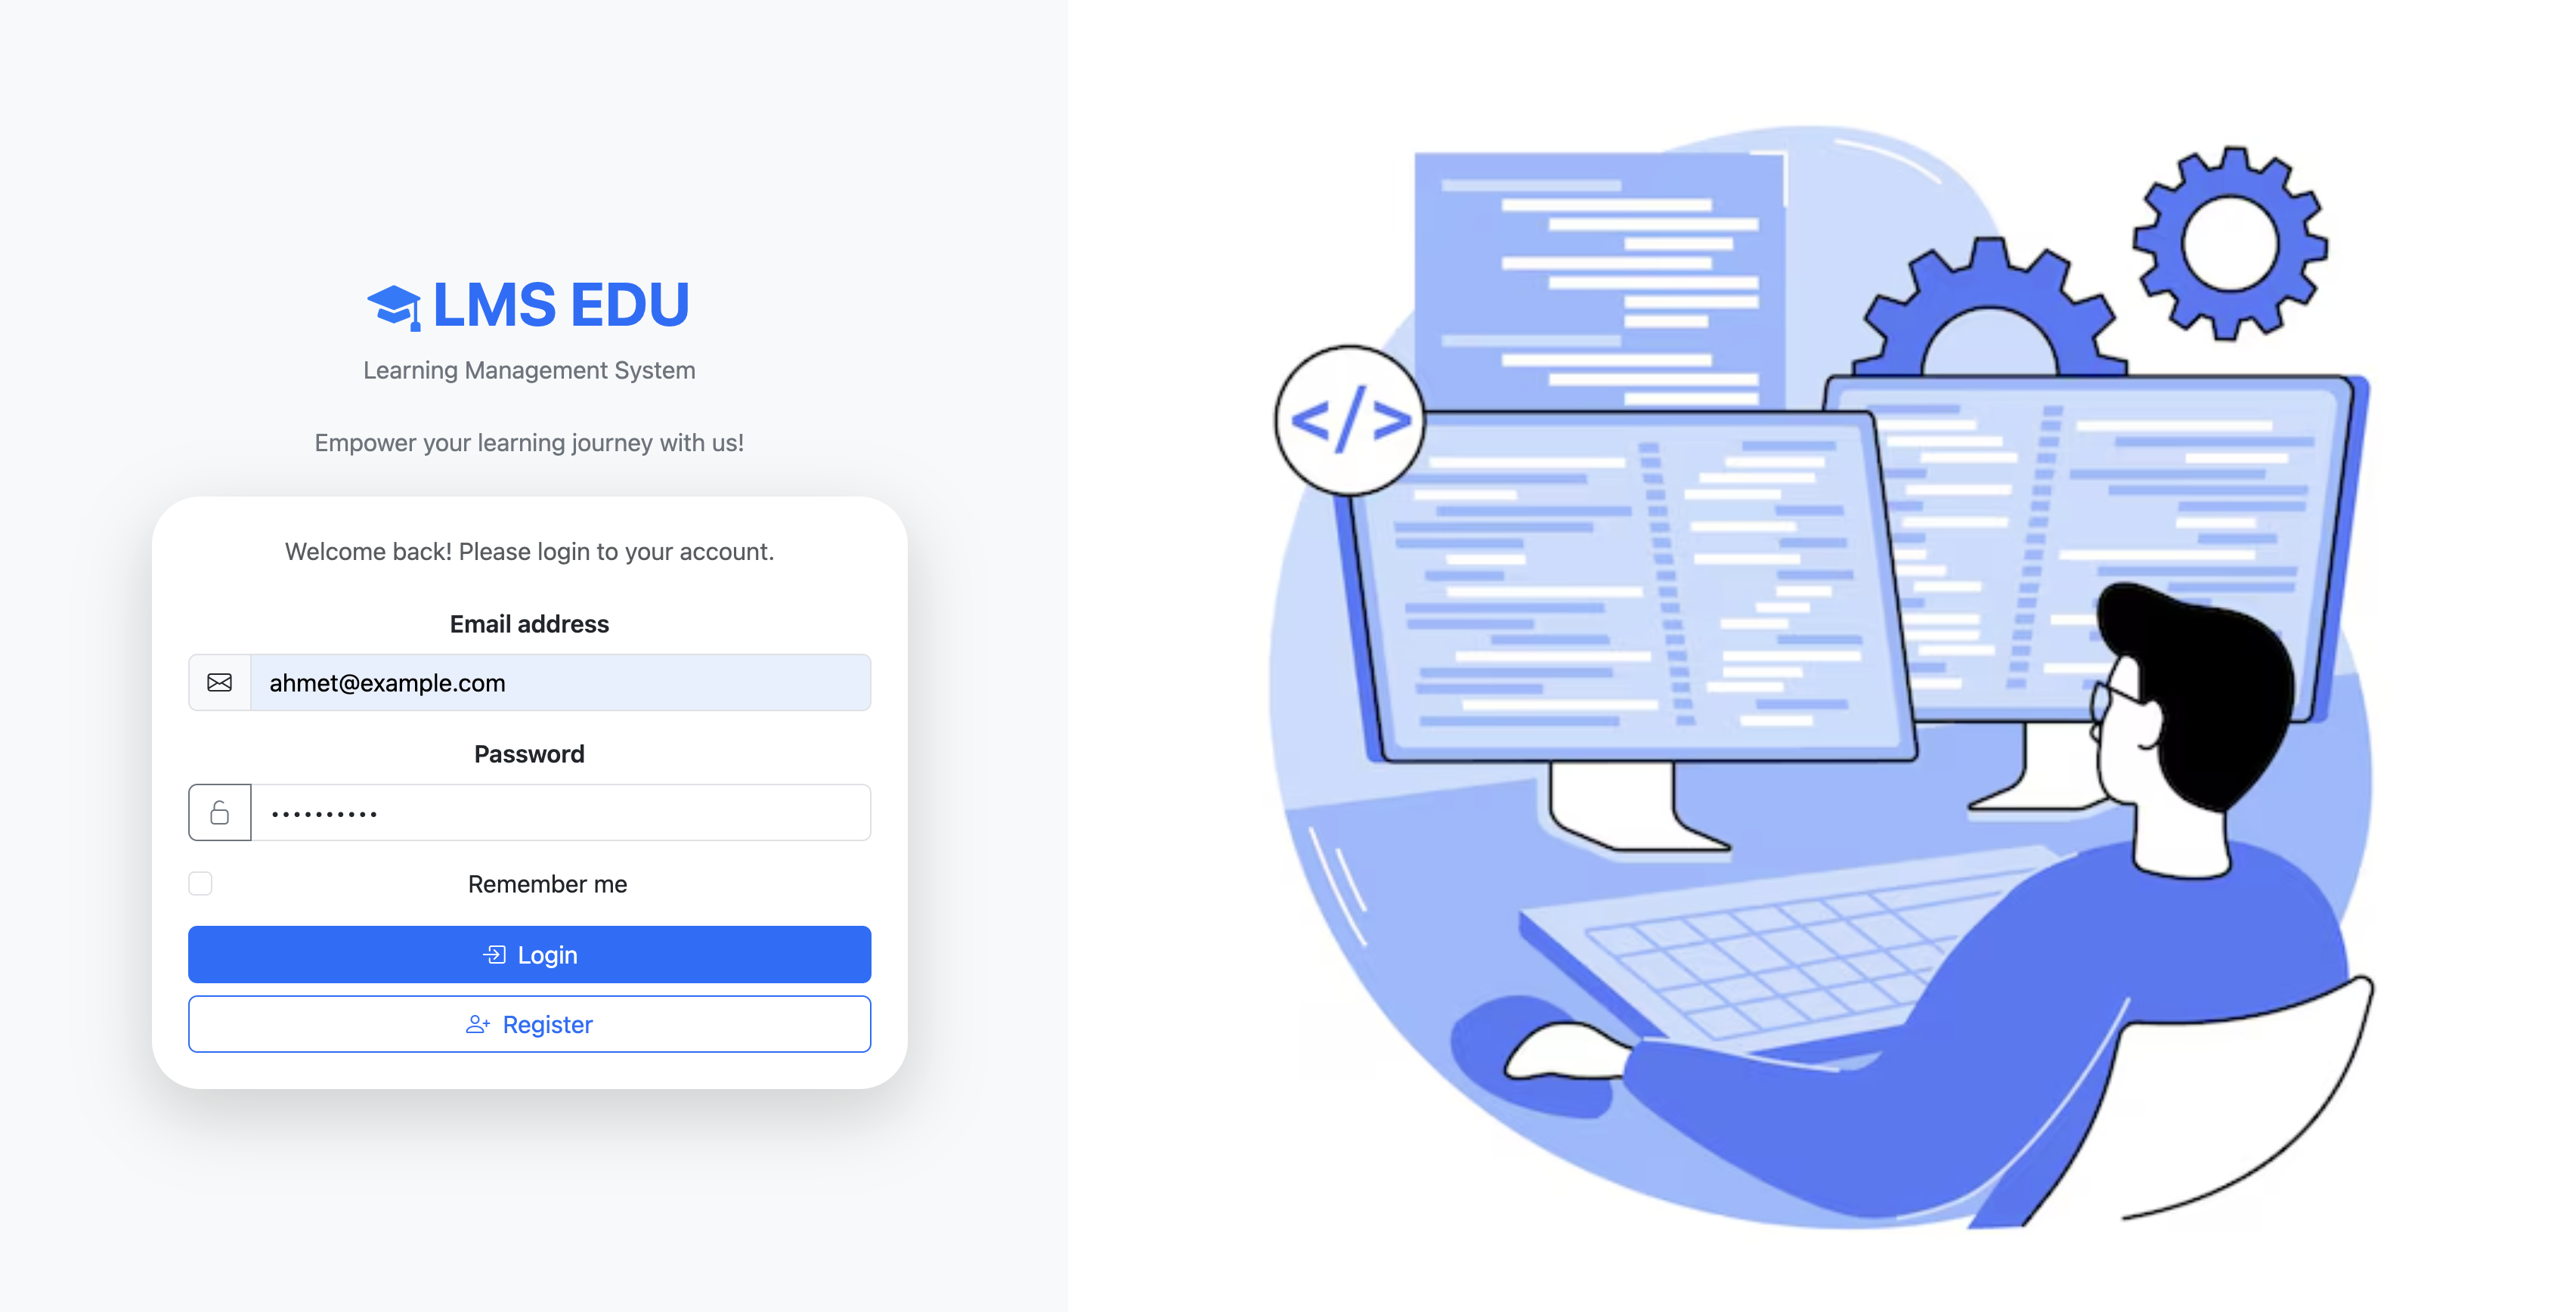 LMS EDU
Learning Management System
Empower your learning journey with us!
Welcome back! Please login to your account.
Email address
ahmet@example.com
Password
••••••••••
Remember me
Login
Register
</>